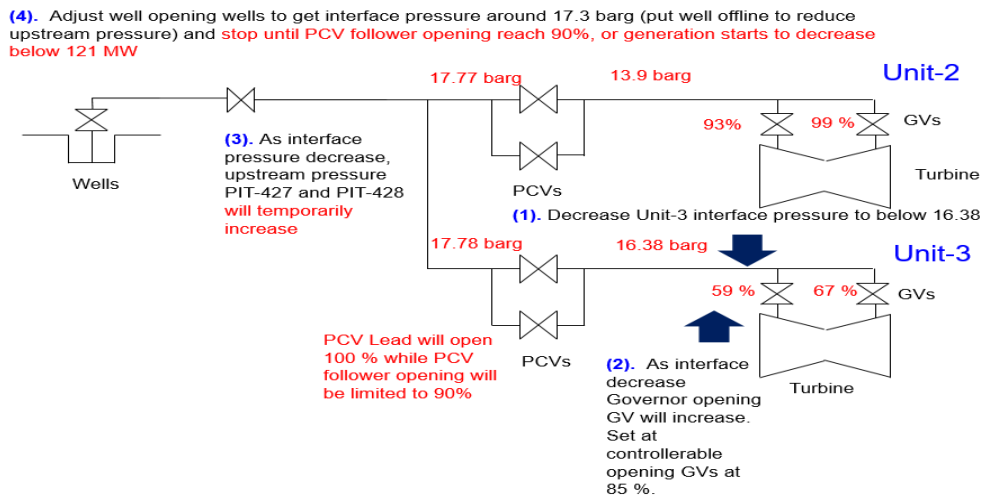 (4). Adjust well opening wells to get interface pressure around 17.3 barg (put well offline to reduce
upstream pressure) and stop until PCV follower opening reach 90%, or generation starts to decrease
below 121 MW
17.77 barg
13.9 barg
Unit-2
93%
99 %
GVs
(3). As interface
pressure decrease,
upstream pressure
PIT-427 and PIT-428
will temporarily
increase
Wells
PCVs
Turbine
(1). Decrease Unit-3 interface pressure to below 16.38
17.78 barg
16.38 barg
Unit-3
59 %
67 %
GVs
PCV Lead will open
100 % while PCV
follower opening will
be limited to 90%
PCVs
(2). As interface
decrease
Governor opening
GV will increase.
Set at
controllerable
opening GVs at
85 %.
Turbine